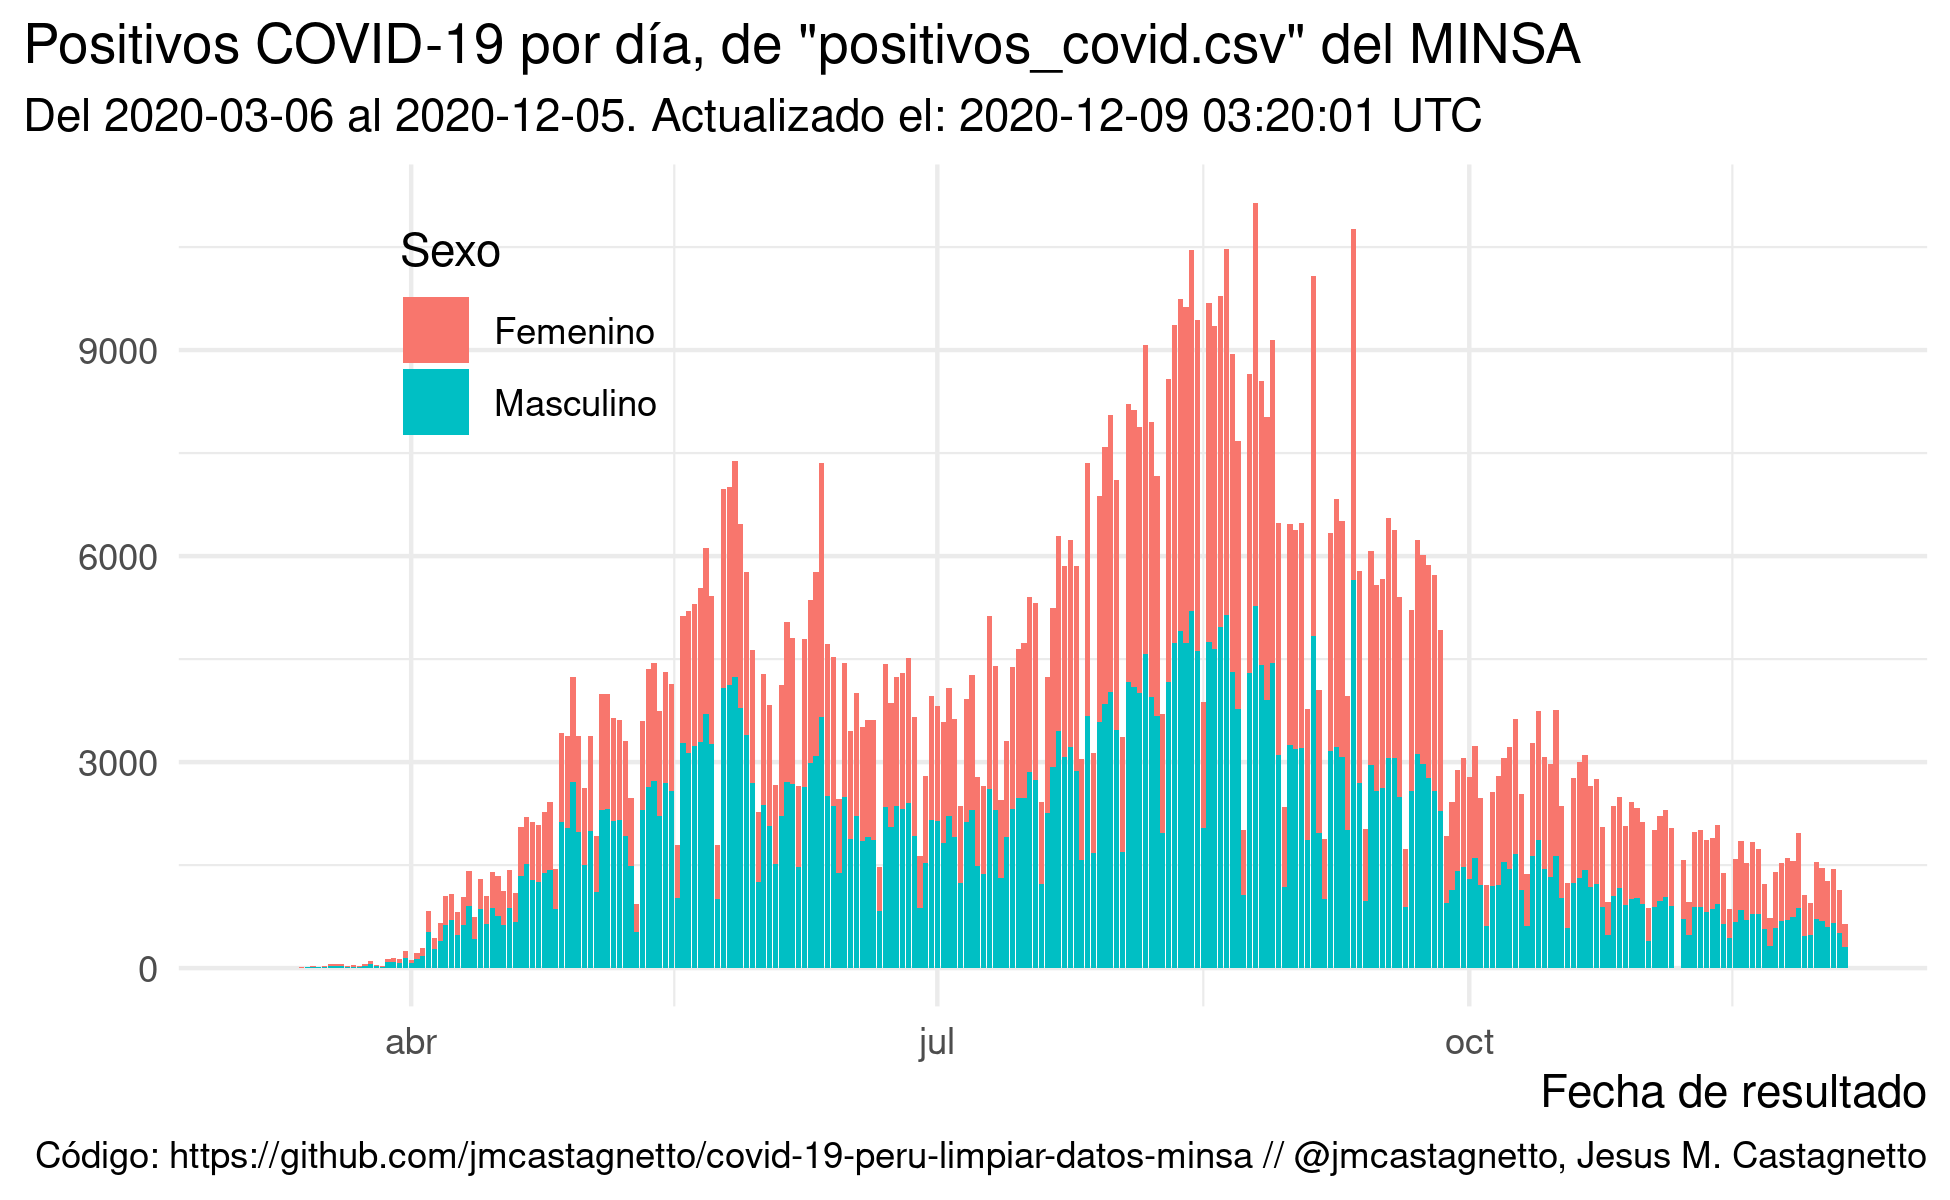 Positivos COVID-19 por día, de "positivos_covid.csv" del MINSA
Del 2020-03-06 al 2020-12-05. Actualizado el: 2020-12-09 03:20:01 UTC
Sexo
Femenino
Masculino
9000
6000
3000
0
abr jul oct
Fecha de resultado
Código: https://github.com/jmcastagnetto/covid-19-peru-limpiar-datos-minsa // @jmcastagnetto, Jesus M. Castagnetto